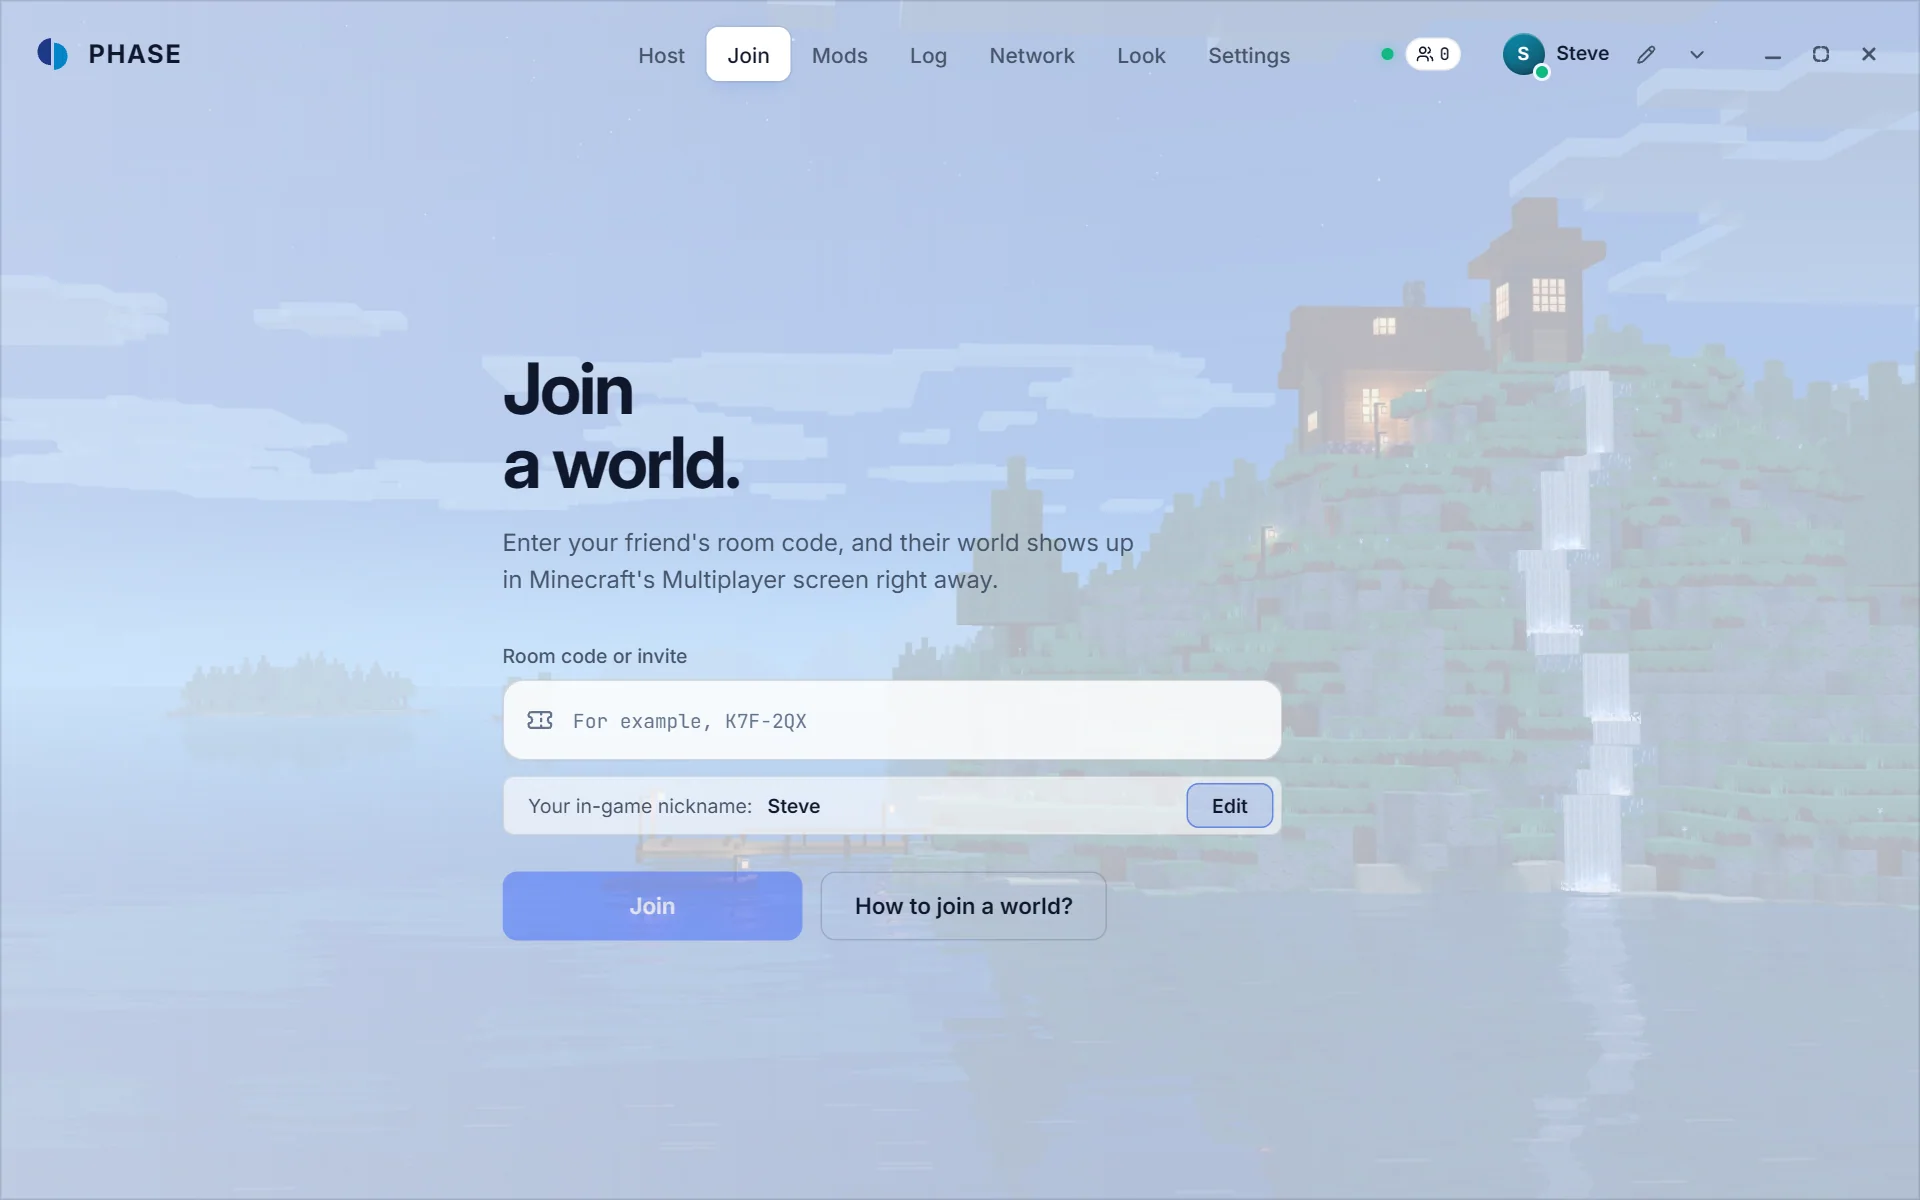 PHASE
Host
Join
Mods
Log
Network
Look
Settings
0
S
Steve
Join
a world.
Enter your friend's room code, and their world shows up
in Minecraft's Multiplayer screen right away.
Room code or invite
For example, K7F-2QX
Your in-game nickname: Steve
Edit
Join
How to join a world?